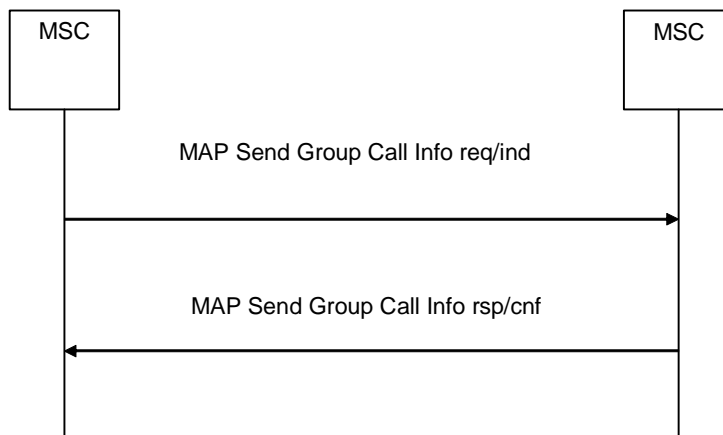 MSC
MSC
MAP Send Group Call Info req/ind
MAP Send Group Call Info rsp/cnf